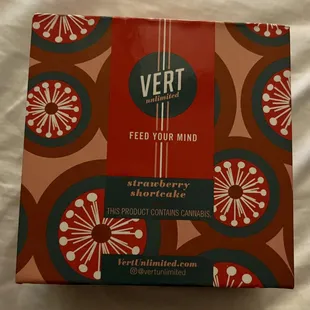 VERT
unlimited
FEED YOUR MIND
strawberry
shortcake
THIS PRODUCT CONTAINS CANNABIS.
VertUnlimited.com
@vertunlimited